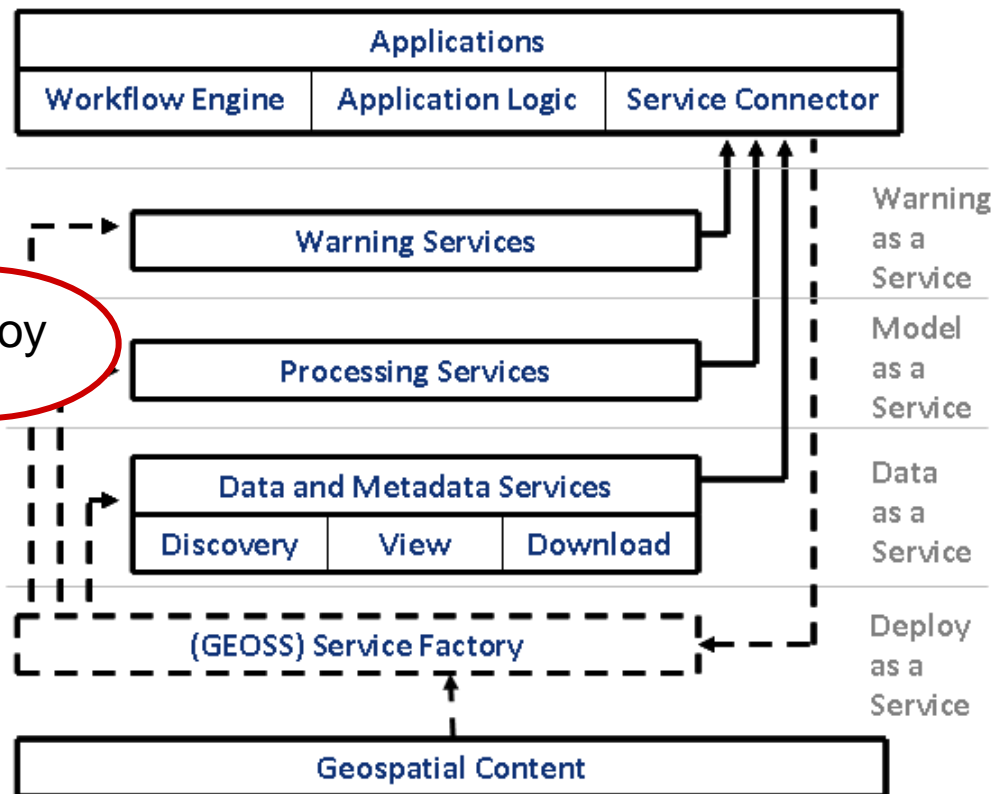 Applications
Workflow Engine
Application Logic
Service Connector
Warning Services
Warning
as a
Service
Processing Services
Model
as a
Service
Data and Metadata Services
Discovery
View
Download
Data
as a
Service
(GEOSS) Service Factory
Deploy
as a
Service
Geospatial Content